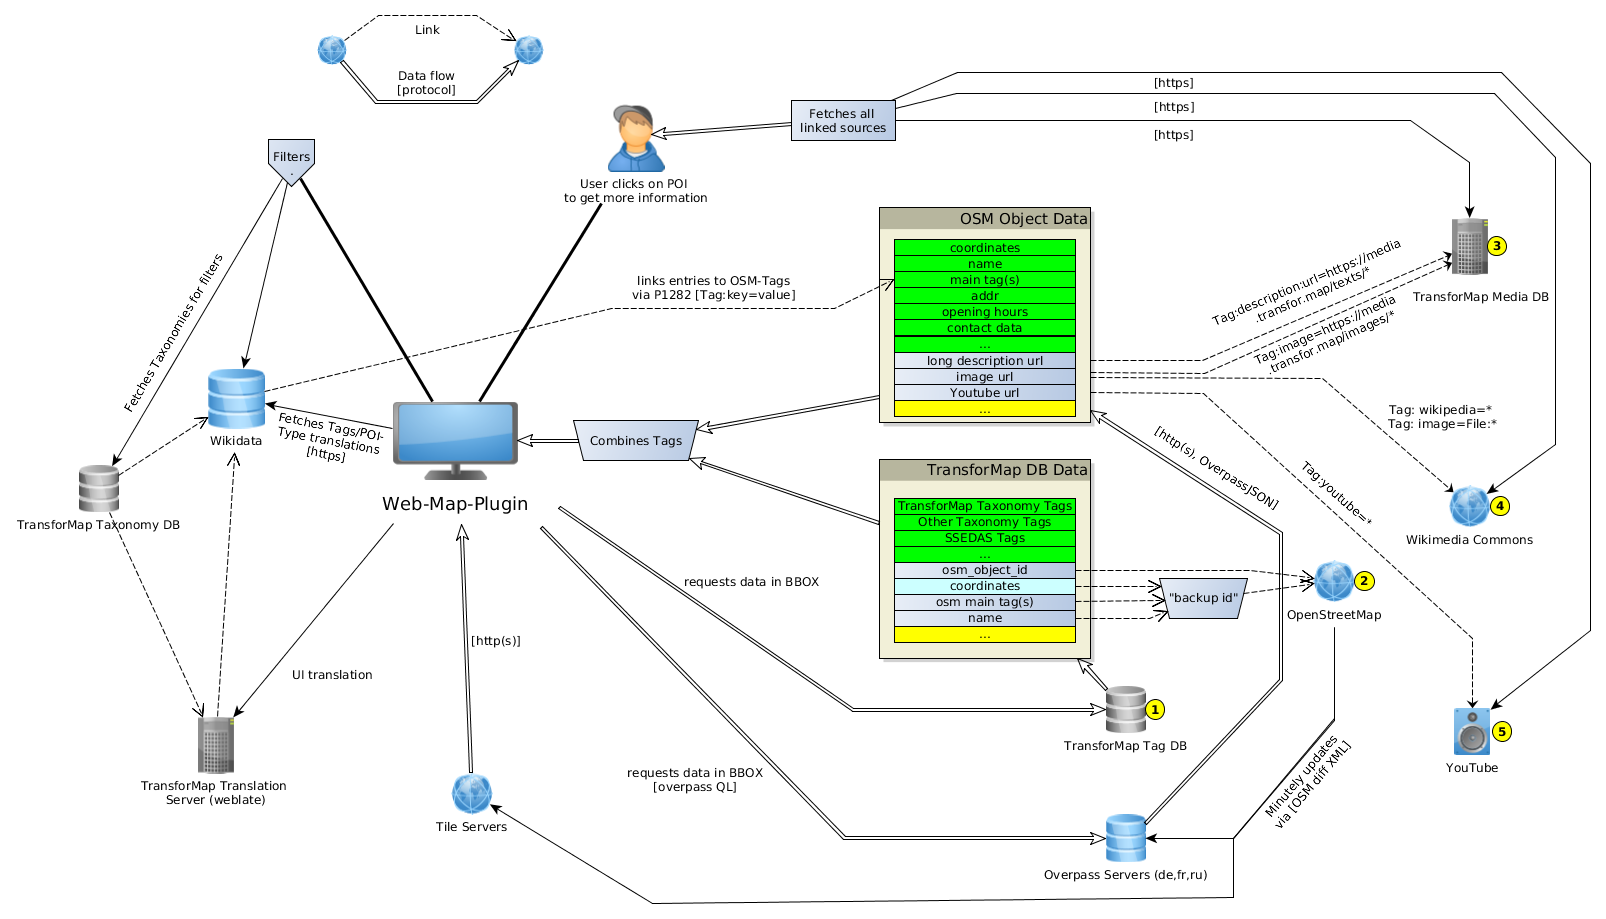 Link
Data flow
[protocol]
Filters
.
User clicks on POI
to get more information
Fetches all
linked sources
[https]
[https]
[https]
Fetches Taxonomies for filters
links entries to OSM-Tags
via P1282 [Tag:key=value]
OSM Object Data
coordinates
name
main tag(s)
addr
opening hours
contact data
...
long description url
image url
Youtube url
...
Tag:description:url=https://media
.transfor.map/texts/*
Tag:image=https://media
.transfor.map/images/*
3
TransforMap Media DB
Wikidata
Fetches Tags/POI-
Type translations
[https]
Combines Tags
Tag: wikipedia=*
Tag: image=File:*
[http(s), OverpassJSON]
Tag:youtube=*
TransforMap Taxonomy DB
Web-Map-Plugin
TransforMap DB Data
TransforMap Taxonomy Tags
Other Taxonomy Tags
SSEDAS Tags
...
osm_object_id
coordinates
osm main tag(s)
name
...
"backup id"
4
Wikimedia Commons
2
OpenStreetMap
requests data in BBOX
[http(s)]
UI translation
1
TransforMap Tag DB
5
YouTube
TransforMap Translation
Server (weblate)
requests data in BBOX
[overpass QL]
Minutely updates
via [OSM diff XML]
Tile Servers
Overpass Servers (de,fr,ru)